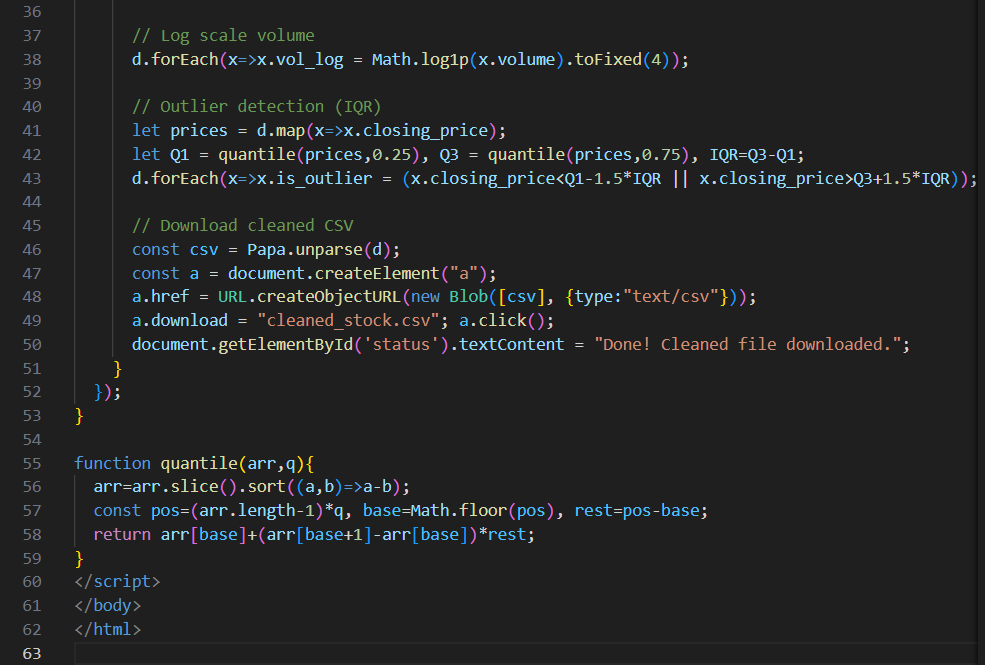 36
37 // Log scale volume
38 d.forEach(x=>x.vol_log = Math.log1p(x.volume).toFixed(4));
39
40 // Outlier detection (IQR)
41 let prices = d.map(x=>x.closing_price);
42 let Q1 = quantile(prices,0.25), Q3 = quantile(prices,0.75), IQR=Q3-Q1;
43 d.forEach(x=>x.is_outlier = (x.closing_price<Q1-1.5*IQR || x.closing_price>Q3+1.5*IQR));
44
45 // Download cleaned CSV
46 const csv = Papa.unparse(d);
47 const a = document.createElement("a");
48 a.href = URL.createObjectURL(new Blob([csv], {type:"text/csv"}));
49 a.download = "cleaned_stock.csv"; a.click();
50 document.getElementById('status').textContent = "Done! Cleaned file downloaded.";
51 }
52 });
53 }
54
55 function quantile(arr,q){
56 arr=arr.slice().sort((a,b)=>a-b);
57 const pos=(arr.length-1)*q, base=Math.floor(pos), rest=pos-base;
58 return arr[base]+(arr[base+1]-arr[base])*rest;
59 }
60 </script>
61 </body>
62 </html>
63